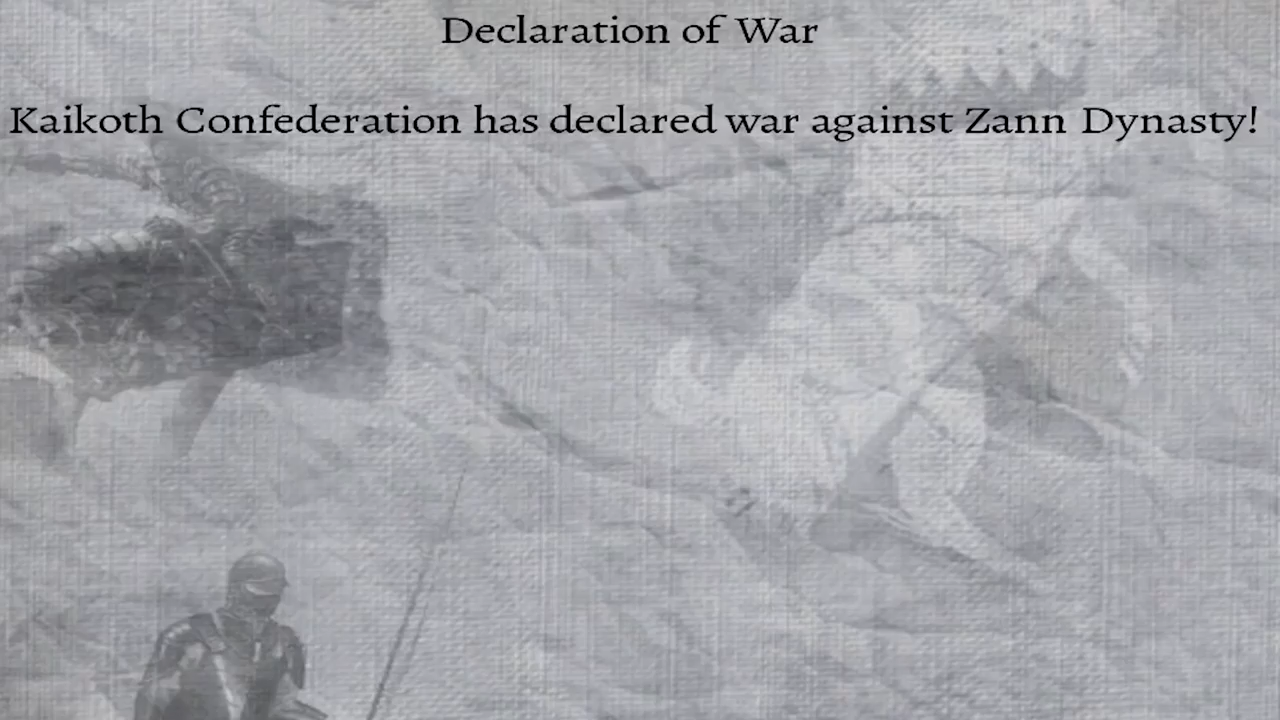 Declaration of War
Kaikoth Confederation has declared war against Zann Dynasty!